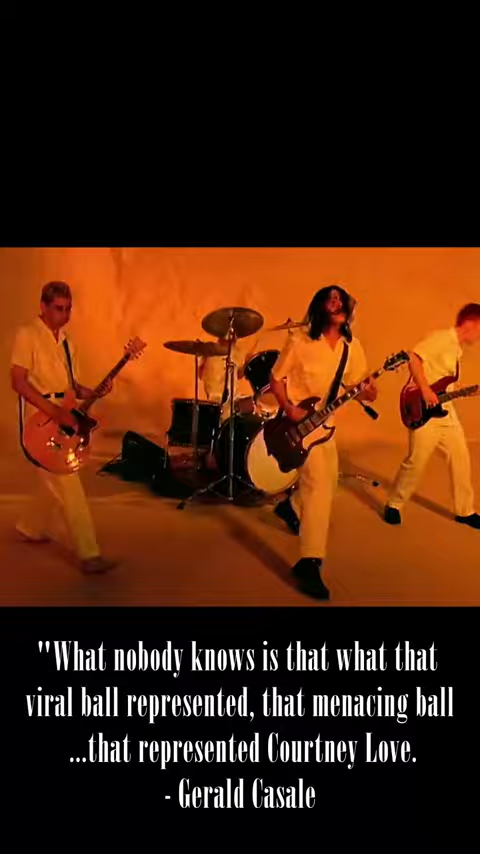 "What nobody knows is that what that
viral ball represented, that menacing ball
...that represented Courtney Love.
- Gerald Casale